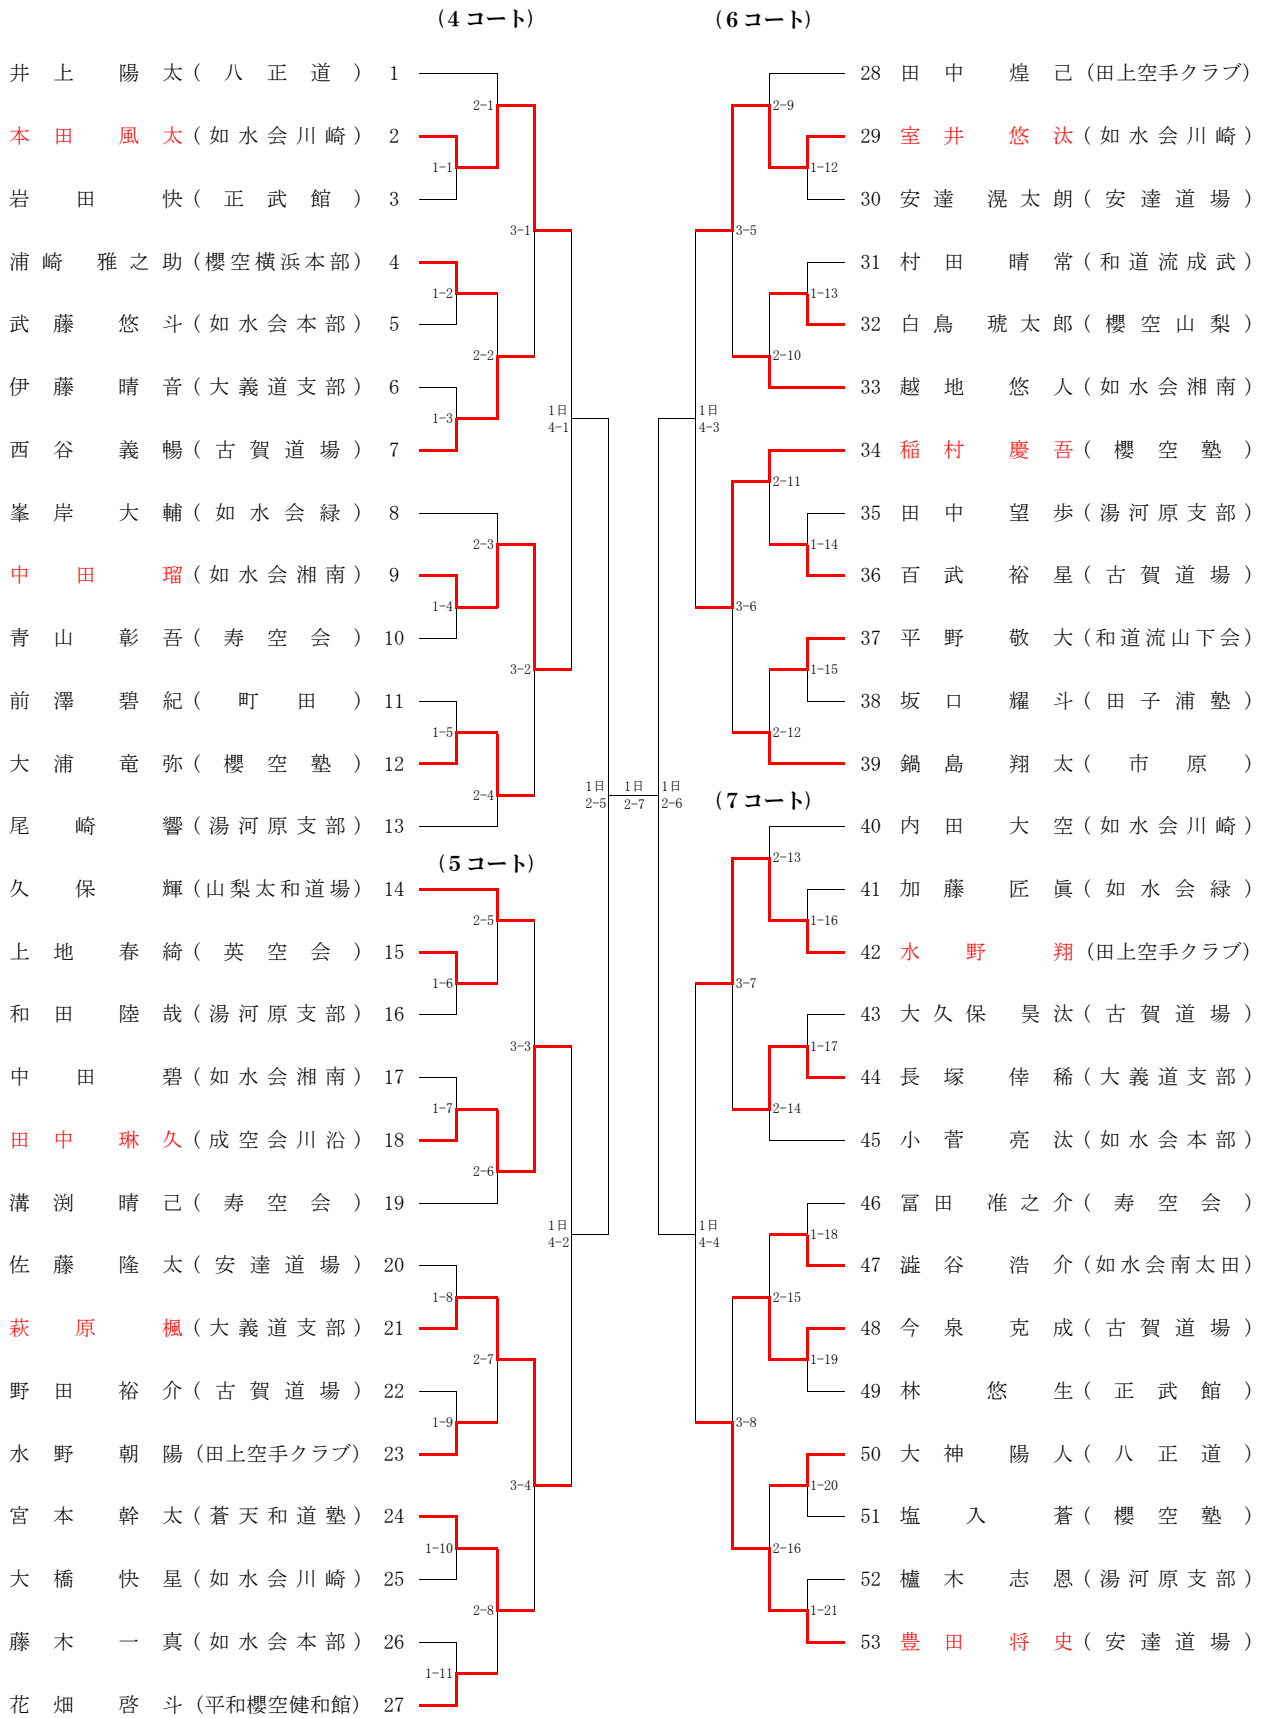 (4コート)
井上 陽太 (八正道) 1
2-1
本田 風太 (如水会川崎) 2
1-1
岩田 快 (正武館) 3
3-1
浦崎 雅之助 (櫻空横浜本部) 4
1-2
武藤 悠斗 (如水会本部) 5
2-2
伊藤 晴音 (大義道支部) 6
1-3
1日
4-1
西谷 義暢 (古賀道場) 7
峯岸 大輔 (如水会緑) 8
2-3
中田 瑠 (如水会湘南) 9
1-4
青山 彰吾 (寿空会) 10
3-2
前澤 碧紀 (町田) 11
1-5
大浦 竜弥 (櫻空塾) 12
2-4
尾崎 響 (湯河原支部) 13
1日
2-5
1日
2-7
1日
2-6
(5コート)
久保 輝 (山梨太和道場) 14
2-5
上地 春綺 (英空会) 15
1-6
和田 陸哉 (湯河原支部) 16
3-3
中田 碧 (如水会湘南) 17
1-7
田中 琳久 (成空会川沿) 18
2-6
溝渕 晴己 (寿空会) 19
1日
4-2
佐藤 隆太 (安達道場) 20
1-8
萩原 楓 (大義道支部) 21
2-7
野田 裕介 (古賀道場) 22
1-9
水野 朝陽 (田上空手クラブ) 23
3-4
宮本 幹太 (蒼天和道塾) 24
1-10
大橋 快星 (如水会川崎) 25
2-8
藤木 一真 (如水会本部) 26
1-11
花畑 啓斗 (平和櫻空健和館) 27
(6コート)
28 田中 煌己 (田上空手クラブ)
2-9
29 室井 悠汰 (如水会川崎)
1-12
30 安達 滉太朗 (安達道場)
3-5
31 村田 晴常 (和道流成武)
1-13
32 白鳥 琥太郎 (櫻空山梨)
2-10
33 越地 悠人 (如水会湘南)
1日
4-3
34 稲村 慶吾 (櫻空塾)
2-11
35 田中 望歩 (湯河原支部)
1-14
36 百武 裕星 (古賀道場)
3-6
37 平野 敬大 (和道流山下会)
1-15
38 坂口 耀斗 (田子浦塾)
2-12
39 鍋島 翔太 (市原)
(7コート)
40 内田 大空 (如水会川崎)
2-13
41 加藤 匠眞 (如水会緑)
1-16
42 水野 翔 (田上空手クラブ)
3-7
43 大久保 昊汰 (古賀道場)
1-17
44 長塚 倖稀 (大義道支部)
2-14
45 小菅 亮汰 (如水会本部)
46 冨田 准之介 (寿空会)
1日
4-4
1-18
47 澁谷 浩介 (如水会南太田)
2-15
48 今泉 克成 (古賀道場)
1-19
49 林 悠生 (正武館)
3-8
50 大神 陽人 (八正道)
1-20
51 塩入 蒼 (櫻空塾)
2-16
52 櫨木 志恩 (湯河原支部)
1-21
53 豊田 将史 (安達道場)